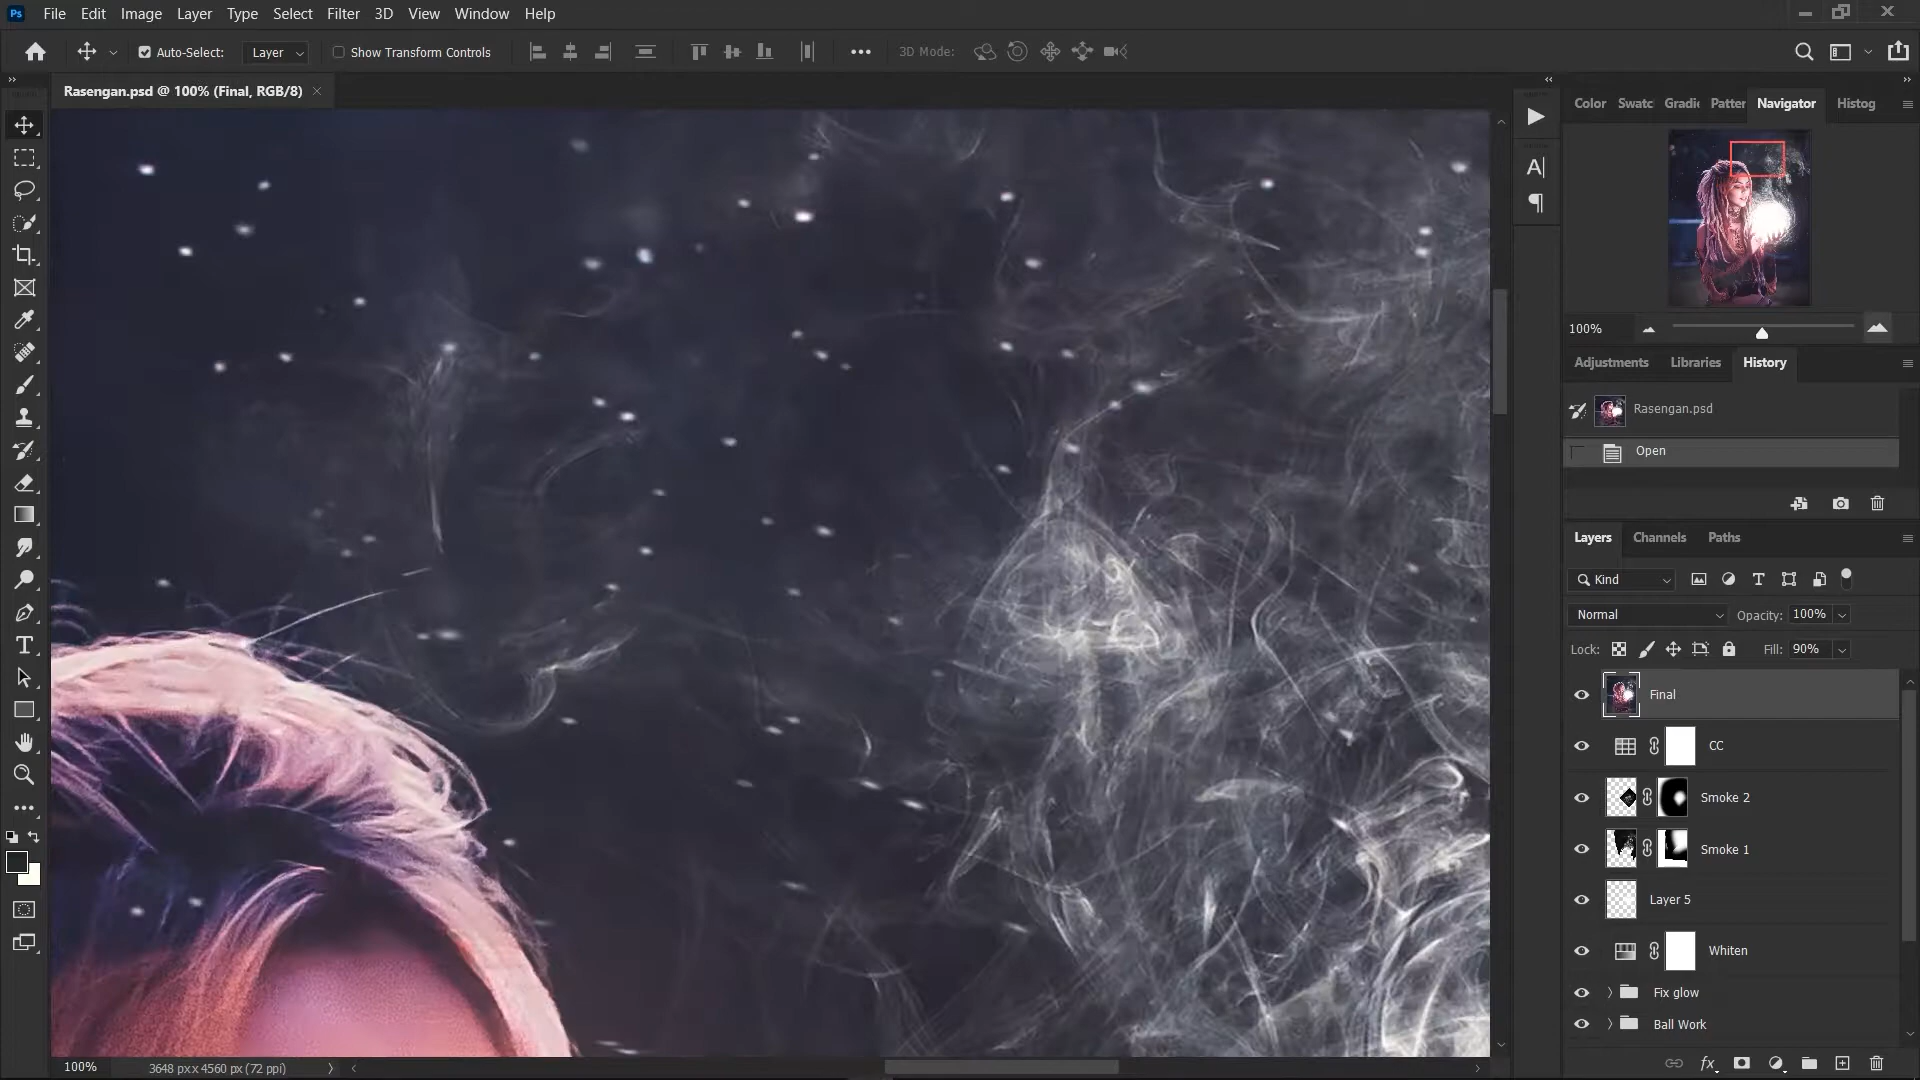 Ps File Edit Image Layer Type Select Filter 3D View Window Help
Auto-Select: Layer Show Transform Controls 3D Mode:
Rasengan.psd @ 100% (Final, RGB/8)
Color Swatc Gradie Patter Navigator Histog
100%
Adjustments Libraries History
Rasengan.psd
Open
Layers Channels Paths
Kind
Normal Opacity: 100%
Lock: Fill: 90%
Final
CC
Smoke 2
Smoke 1
Layer 5
Whiten
Fix glow
Ball Work
100% 3648 px x 4560 px (72 ppi)
fx